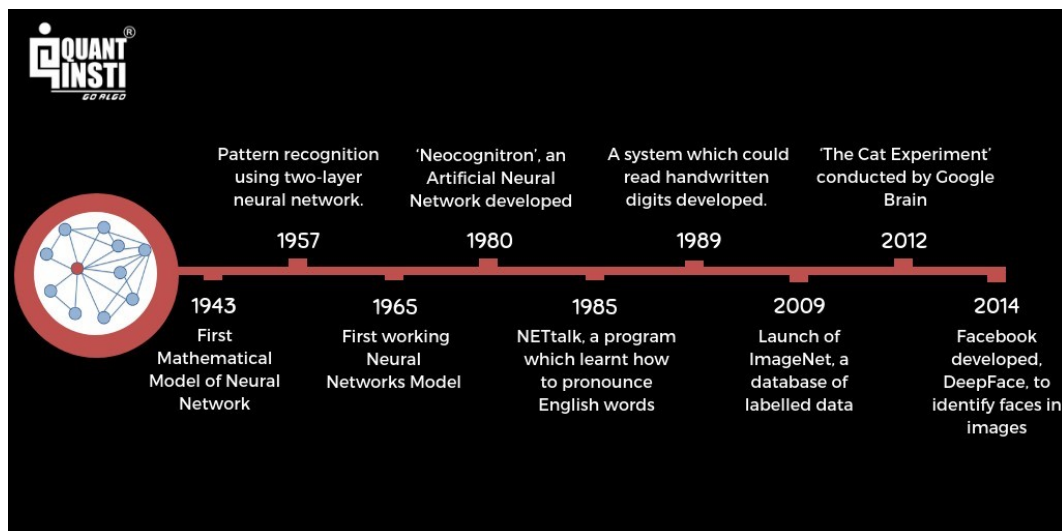 QUANT®
INSTI
GO ALGO
Pattern recognition
using two-layer
neural network.
1957
‘Neocognitron’, an
Artificial Neural
Network developed
1980
A system which could
read handwritten
digits developed.
1989
‘The Cat Experiment’
conducted by Google
Brain
2012
1943
First
Mathematical
Model of Neural
Network
1965
First working
Neural
Networks Model
1985
NETtalk, a program
which learnt how
to pronounce
English words
2009
Launch of
ImageNet, a
database of
labelled data
2014
Facebook
developed,
DeepFace, to
identify faces in
images